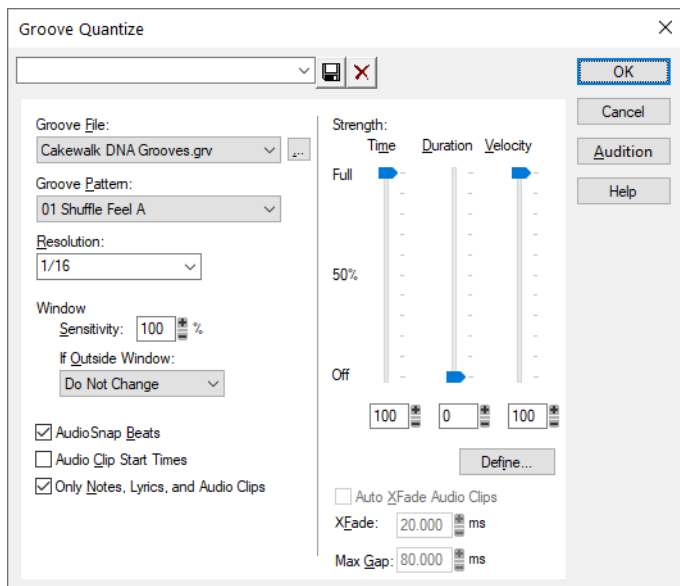 Groove Quantize
OK
Groove File:
Cakewalk DNA Grooves.grv
...
Groove Pattern:
01 Shuffle Feel A
Resolution:
1/16
Window
Sensitivity: 100 %
If Outside Window:
Do Not Change
AudioSnap Beats
Audio Clip Start Times
Only Notes, Lyrics, and Audio Clips
Strength:
Time Duration Velocity
Full
50%
Off
100 0 100
Define...
Auto XFade Audio Clips
XFade: 20.000 ms
Max Gap: 80.000 ms
Cancel
Audition
Help